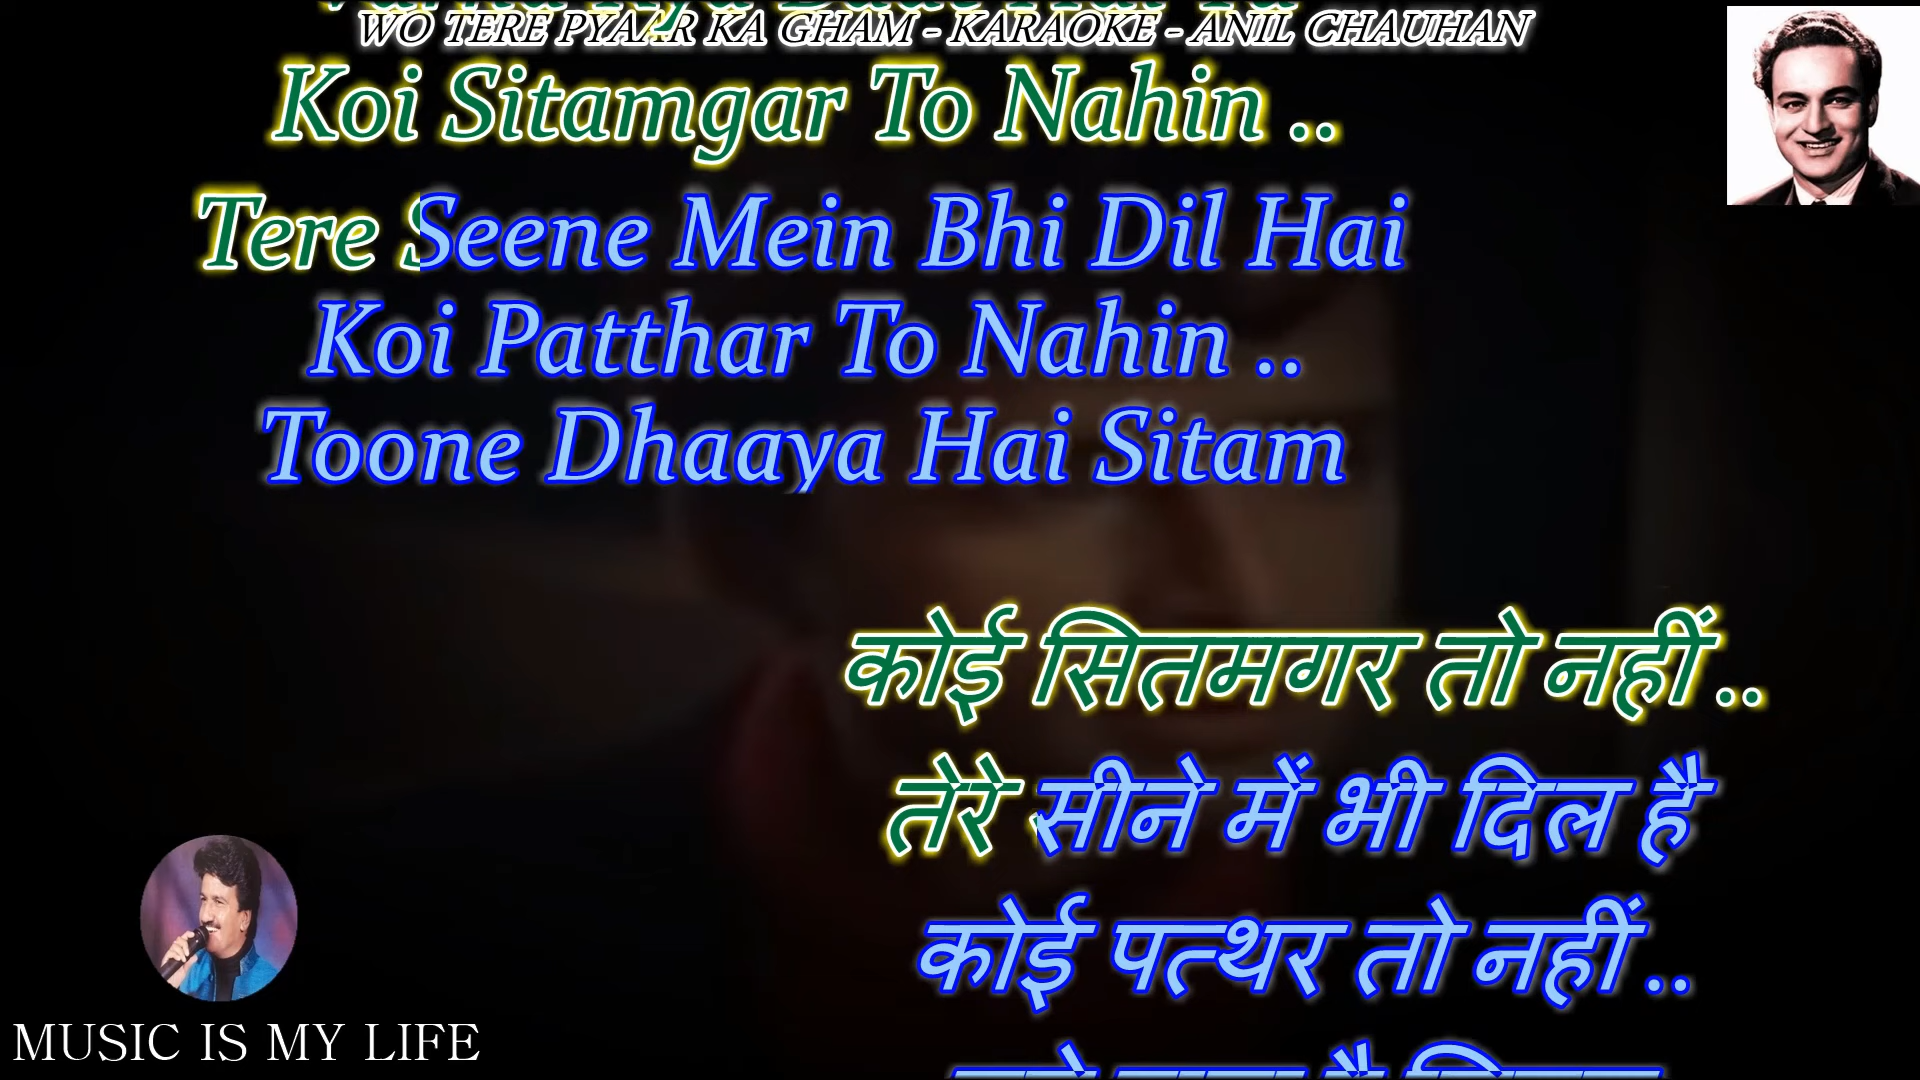 WO TERE PYAAR KA GHAM - KARAOKE - ANIL CHAUHAN
Koi Sitamgar To Nahin ..
Tere Seene Mein Bhi Dil Hai
Koi Patthar To Nahin ..
Toone Dhaaya Hai Sitam
कोई सितमगर तो नहीं ..
तेरे सीने में भी दिल है
कोई पत्थर तो नहीं ..
MUSIC IS MY LIFE